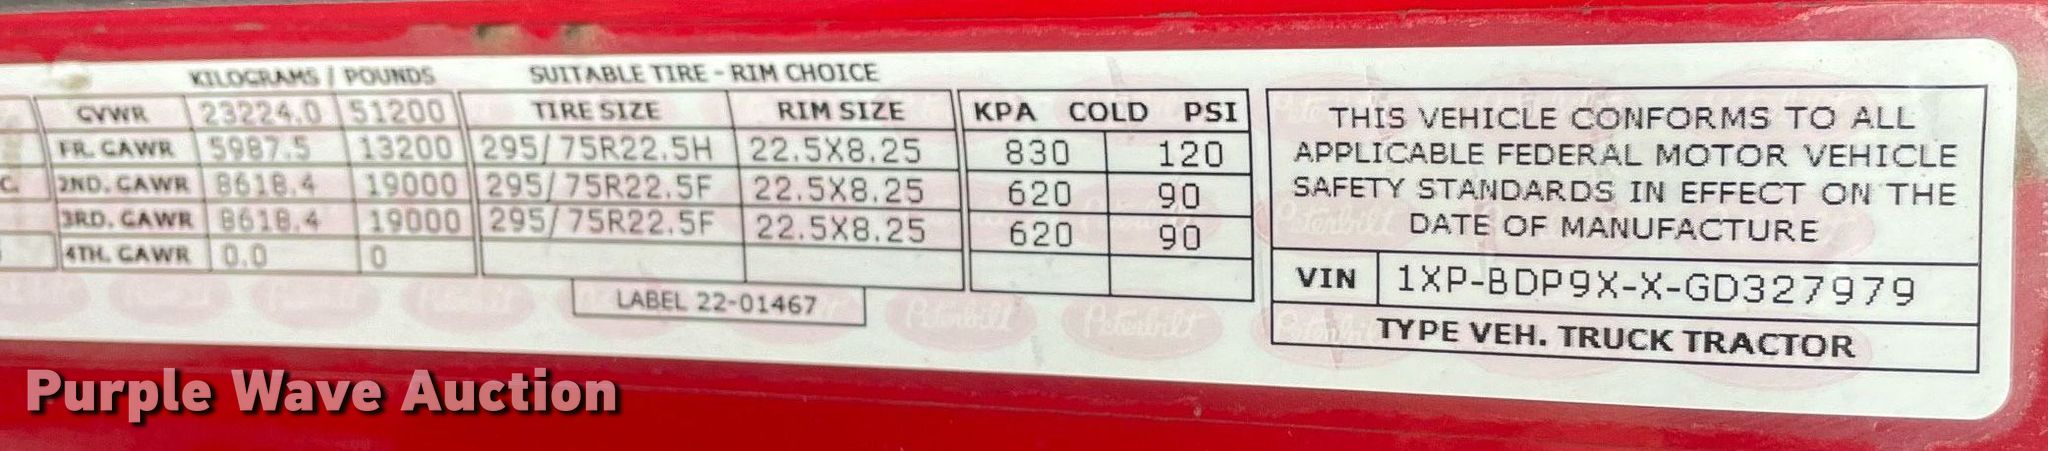 KILOGRAMS / POUNDS SUITABLE TIRE - RIM CHOICE
GVWR 23224.0 51200 TIRE SIZE RIM SIZE KPA COLD PSI
FR. GAWR 5987.5 13200 295/75R22.5H 22.5X8.25 830 120
C. 2ND. GAWR 8618.4 19000 295/75R22.5F 22.5X8.25 620 90
3RD. GAWR 8618.4 19000 295/75R22.5F 22.5X8.25 620 90
4TH. GAWR 0.0 0
LABEL 22-01467
THIS VEHICLE CONFORMS TO ALL
APPLICABLE FEDERAL MOTOR VEHICLE
SAFETY STANDARDS IN EFFECT ON THE
DATE OF MANUFACTURE
VIN 1XP-BDP9X-X-GD327979
TYPE VEH. TRUCK TRACTOR
Peterbilt Peterbilt Peterbilt
Purple Wave Auction